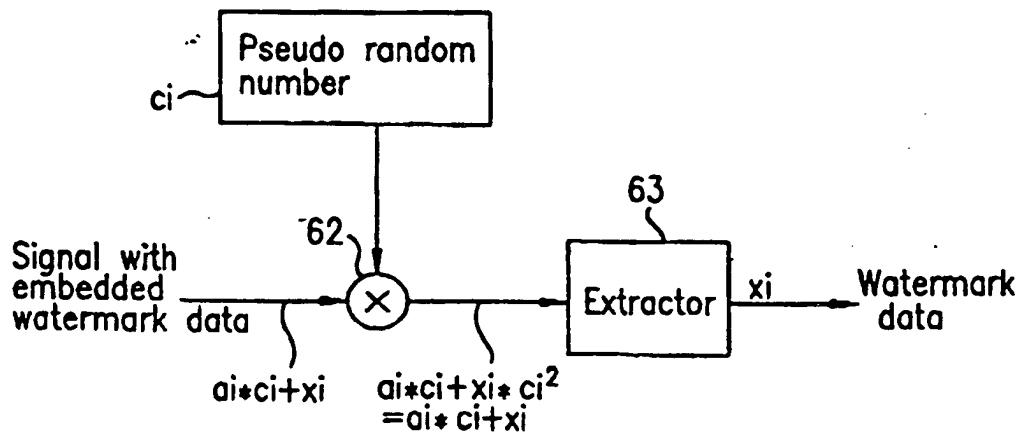 Pseudo random
number
ci
62
63
Signal with
embedded
watermark data
×
Extractor
xi
Watermark
data
ai*ci+xi
ai*ci+xi*ci²
=ai*ci+xi